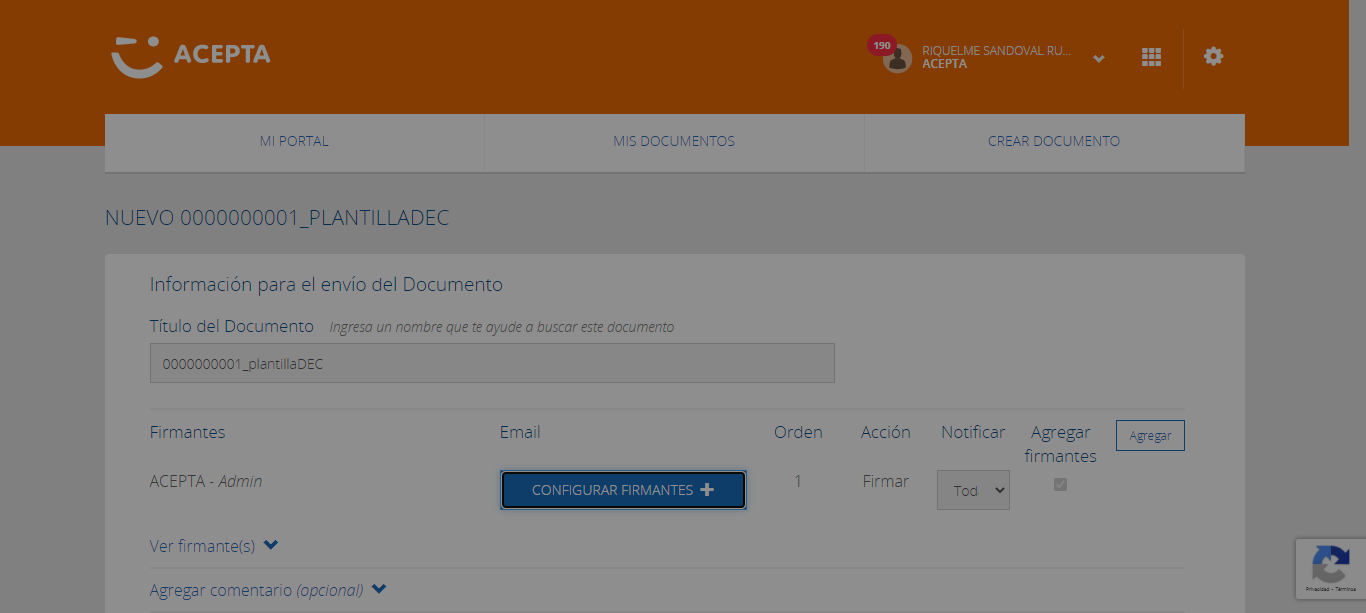 ACEPTA
190
RIQUELME SANDOVAL RU...
ACEPTA
MI PORTAL
MIS DOCUMENTOS
CREAR DOCUMENTO
NUEVO 0000000001_PLANTILLADEC
Información para el envío del Documento
Título del Documento Ingresa un nombre que te ayude a buscar este documento
0000000001_plantillaDEC
Firmantes Email Orden Acción Notificar Agregar firmantes Agregar
ACEPTA - Admin CONFIGURAR FIRMANTES 1 Firmar Tod
Ver firmante(s)
Agregar comentario (opcional)
Privacidad - Términos